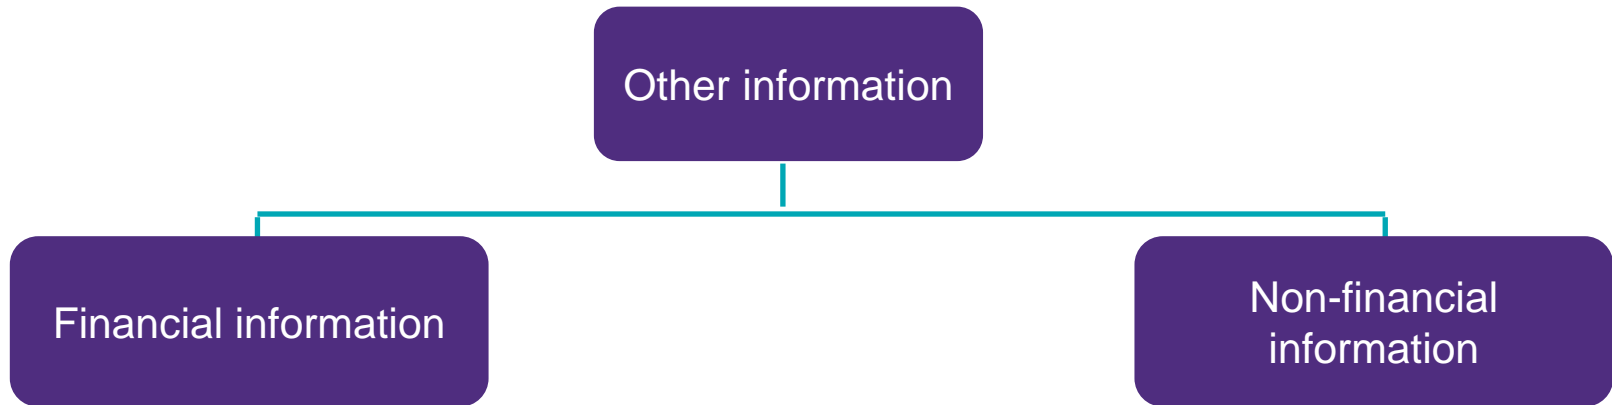 Other information
Financial information
Non-financial
information